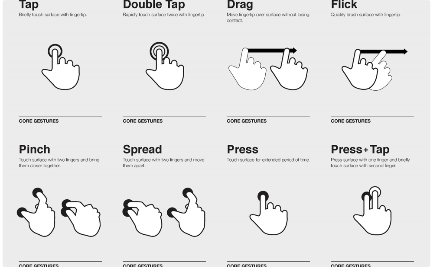 Tap
Double Tap
Drag
Flick
Briefly touch surface with fingertip.
Rapidly touch surface twice with fingertip.
Move fingertip over surface without losing
contact.
Quickly brush surface with fingertip.
CORE GESTURES
CORE GESTURES
CORE GESTURES
CORE GESTURES
Pinch
Spread
Press
Press+Tap
Touch surface with two fingers and bring
them closer together.
Touch surface with two fingers and move
them apart.
Touch surface for extended period of time.
Press surface with one finger and briefly
touch surface with second finger.
CORE GESTURES
CORE GESTURES
CORE GESTURES
CORE GESTURES